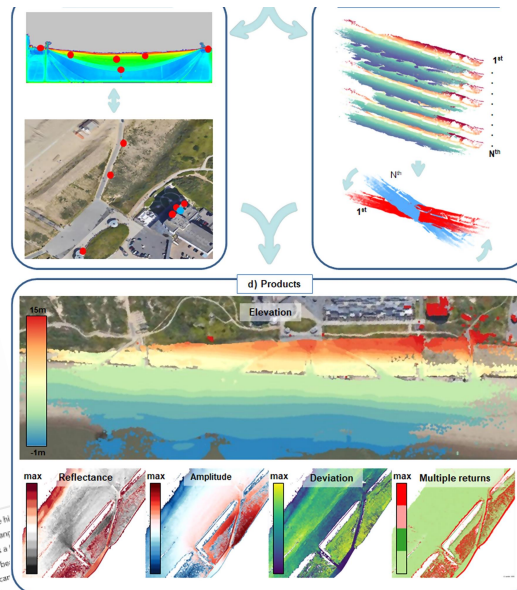 1st
Nth
Nth
1st
d) Products
15m
Elevation
-1m
max
Reflectance
max
Amplitude
max
Deviation
max
Multiple returns